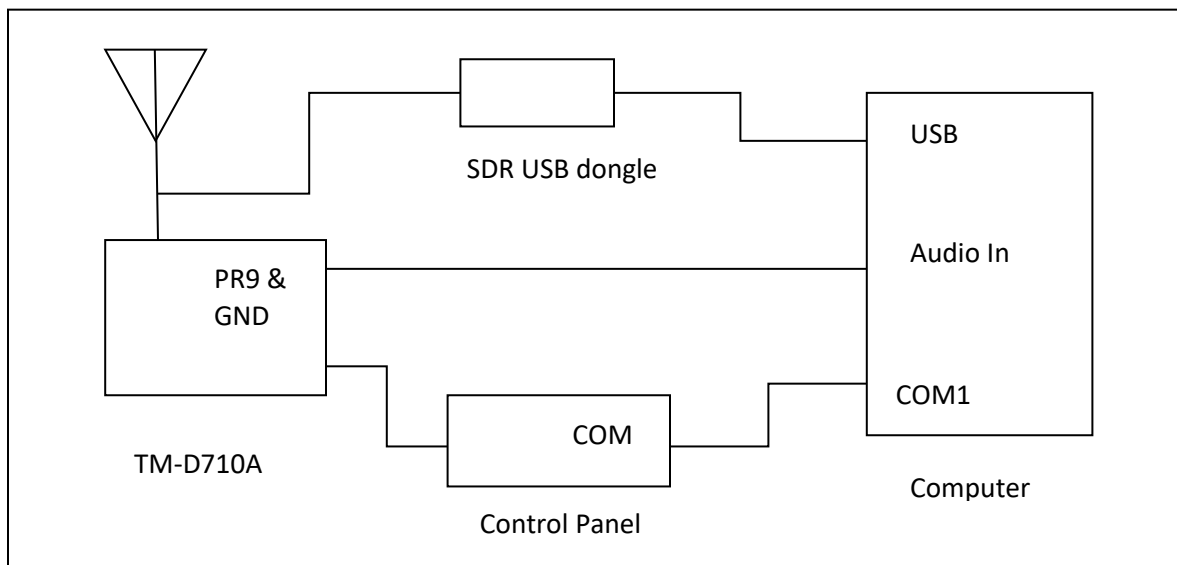 USB
SDR USB dongle
Audio In
PR9 &
GND
COM1
COM
TM-D710A
Computer
Control Panel